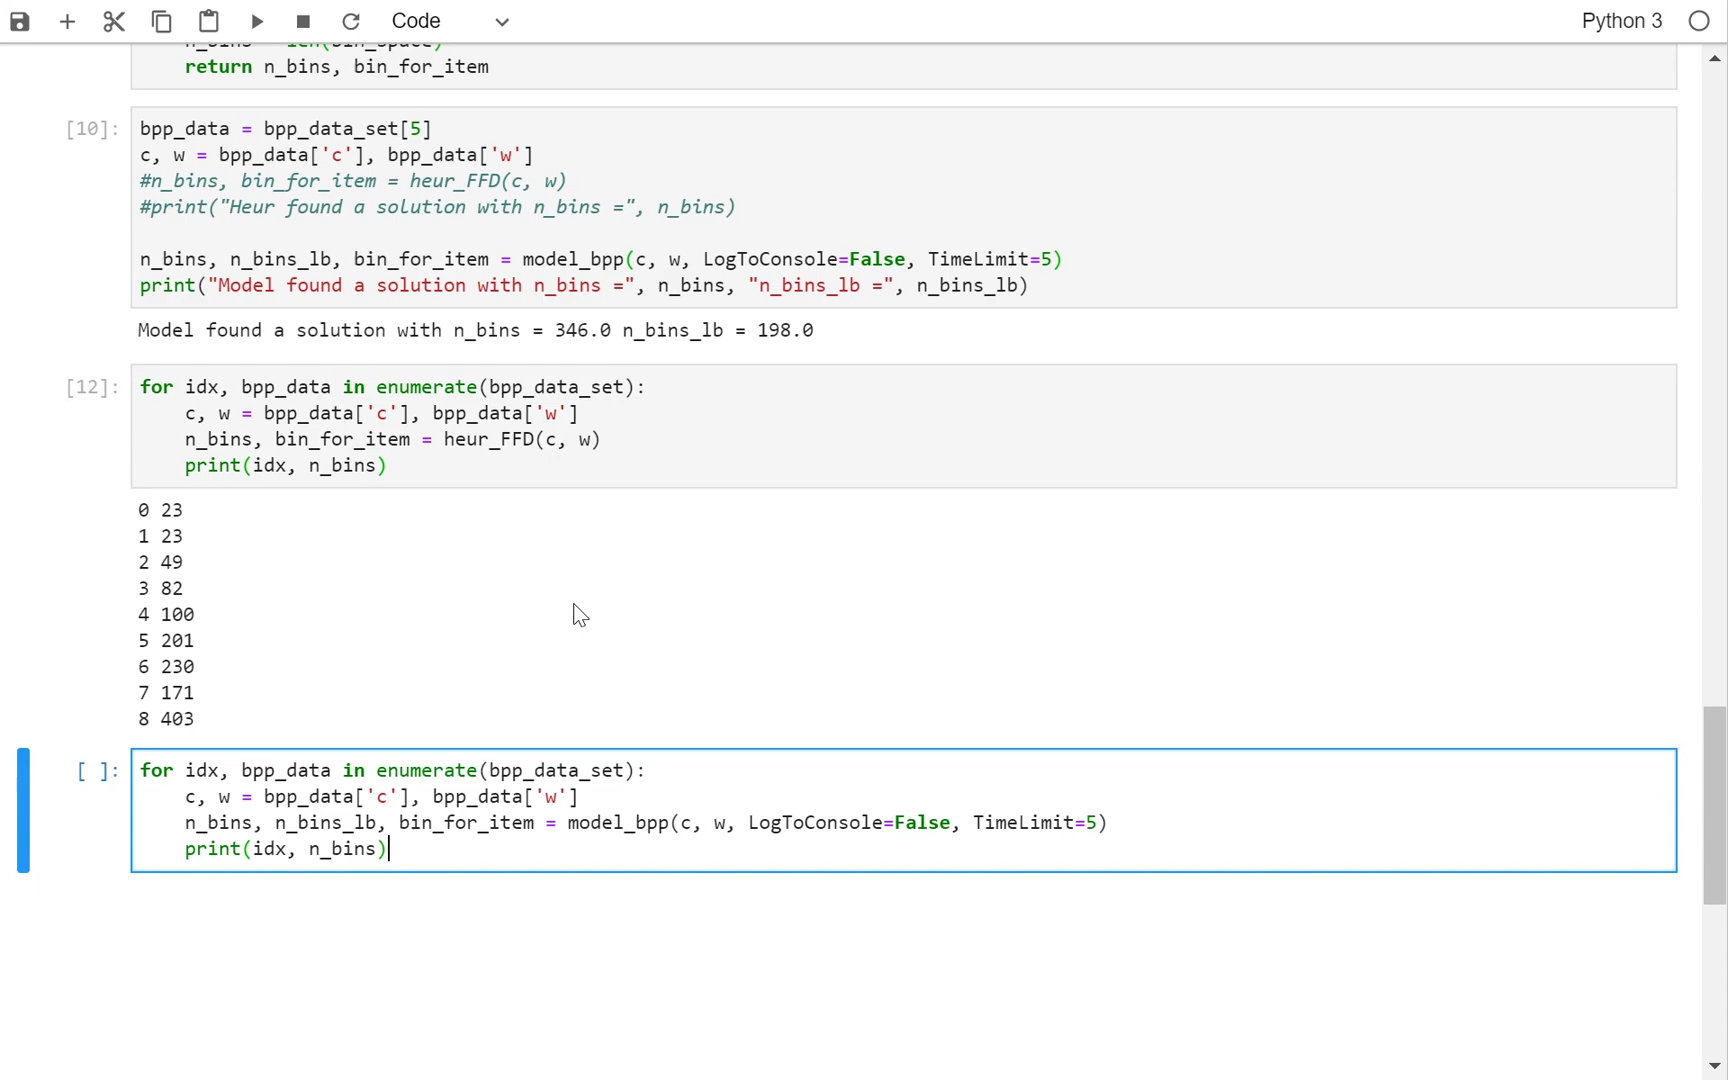 Code
Python 3
n_bins = len(bin_space)
return n_bins, bin_for_item
[10]:
bpp_data = bpp_data_set[5]
c, w = bpp_data['c'], bpp_data['w']
#n_bins, bin_for_item = heur_FFD(c, w)
#print("Heur found a solution with n_bins =", n_bins)
n_bins, n_bins_lb, bin_for_item = model_bpp(c, w, LogToConsole=False, TimeLimit=5)
print("Model found a solution with n_bins =", n_bins, "n_bins_lb =", n_bins_lb)
Model found a solution with n_bins = 346.0 n_bins_lb = 198.0
[12]:
for idx, bpp_data in enumerate(bpp_data_set):
c, w = bpp_data['c'], bpp_data['w']
n_bins, bin_for_item = heur_FFD(c, w)
print(idx, n_bins)
0 23
1 23
2 49
3 82
4 100
5 201
6 230
7 171
8 403
[ ]:
for idx, bpp_data in enumerate(bpp_data_set):
c, w = bpp_data['c'], bpp_data['w']
n_bins, n_bins_lb, bin_for_item = model_bpp(c, w, LogToConsole=False, TimeLimit=5)
print(idx, n_bins)